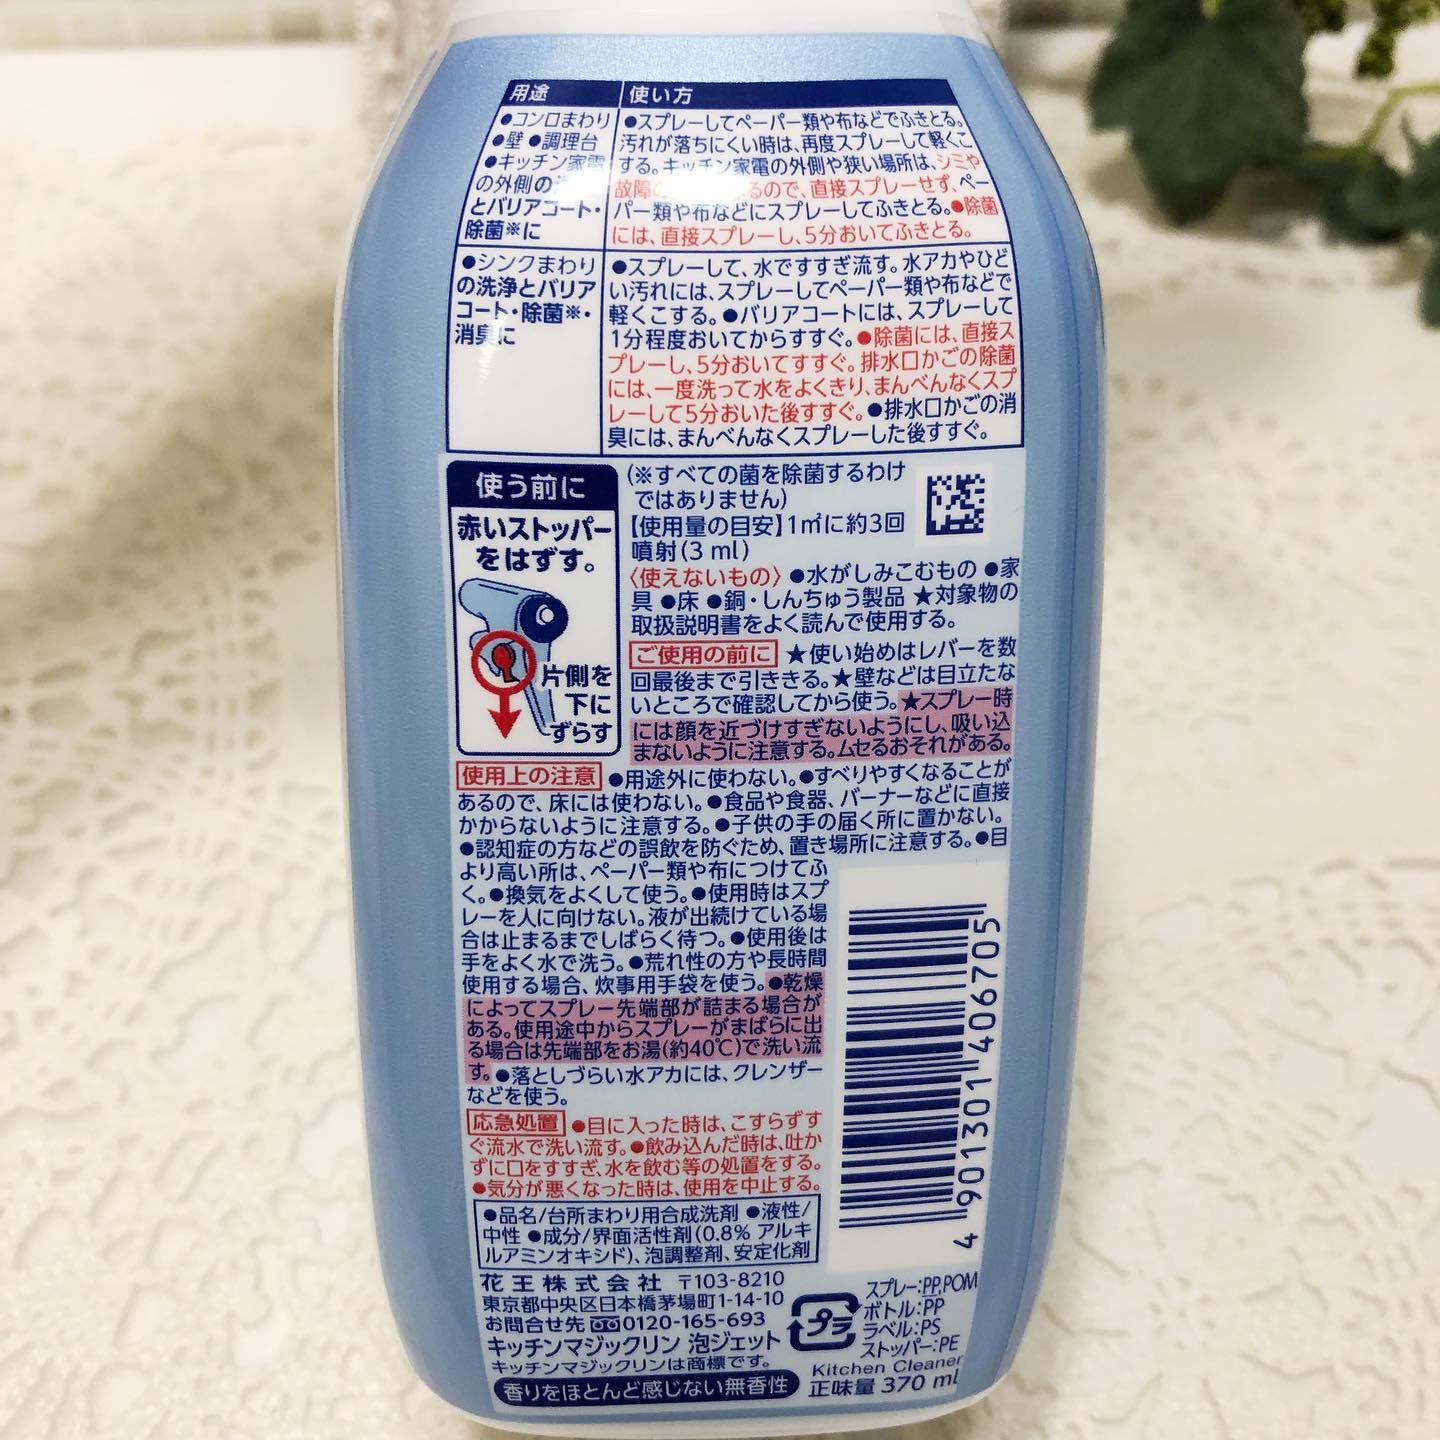 用途
使い方
●コンロまわり
●壁 ●調理台
●キッチン家電
の外側の
とバリアコート・
除菌※に
●スプレーしてペーパー類や布などでふきとる。
汚れが落ちにくい時は、再度スプレーして軽くこ
する。キッチン家電の外側や狭い場所は、シミや
故障の るので、直接スプレーせず、ペー
パー類や布などにスプレーしてふきとる。●除菌
には、直接スプレーし、5分おいてふきとる。
●シンクまわり
の洗浄とバリア
コート・除菌※・
消臭に
●スプレーして、水ですすぎ流す。水アカやひど
い汚れには、スプレーしてペーパー類や布などで
軽くこする。●バリアコートには、スプレーして
1分程度おいてからすすぐ。●除菌には、直接ス
プレーし、5分おいてすすぐ。排水口かごの除菌
には、一度洗って水をよくきり、まんべんなくスプ
レーして5分おいた後すすぐ。●排水口かごの消
臭には、まんべんなくスプレーした後すすぐ。
使う前に
赤いストッパー
をはずす。
片側を
下に
ずらす
(※すべての菌を除菌するわけ
ではありません)
【使用量の目安】1㎡に約3回
噴射(3 ml)
〈使えないもの〉●水がしみこむもの ●家
具 ●床 ●銅・しんちゅう製品 ★対象物の
取扱説明書をよく読んで使用する。
ご使用の前に ★使い始めはレバーを数
回最後まで引ききる。★壁などは目立たな
いところで確認してから使う。★スプレー時
には顔を近づけすぎないようにし、吸い込
まないように注意する。ムセるおそれがある。
使用上の注意 ●用途外に使わない。●すべりやすくなることが
あるので、床には使わない。●食品や食器、バーナーなどに直接
かからないように注意する。●子供の手の届く所に置かない。
●認知症の方などの誤飲を防ぐため、置き場所に注意する。●目
より高い所は、ペーパー類や布につけてふ
く。●換気をよくして使う。●使用時はスプ
レーを人に向けない。液が出続けている場
合は止まるまでしばらく待つ。●使用後は
手をよく水で洗う。●荒れ性の方や長時間
使用する場合、炊事用手袋を使う。●乾燥
によってスプレー先端部が詰まる場合が
ある。使用途中からスプレーがまばらに出
る場合は先端部をお湯(約40℃)で洗い流
す。●落としづらい水アカには、クレンザー
などを使う。
応急処置 ●目に入った時は、こすらずす
ぐ流水で洗い流す。●飲み込んだ時は、吐か
ずに口をすすぎ、水を飲む等の処置をする。
●気分が悪くなった時は、使用を中止する。
●品名/台所まわり用合成洗剤 ●液性/
中性 ●成分/界面活性剤(0.8% アルキ
ルアミンオキシド)、泡調整剤、安定化剤
花王株式会社 〒103-8210
東京都中央区日本橋茅場町1-14-10
お問合せ先 0120-165-693
キッチンマジックリン 泡ジェット
キッチンマジックリンは商標です。
香りをほとんど感じない無香性
4 901301 406705
プラ
スプレー:PP,POM
ボトル:PP
ラベル:PS
ストッパー:PE
Kitchen Cleaner
正味量 370 ml